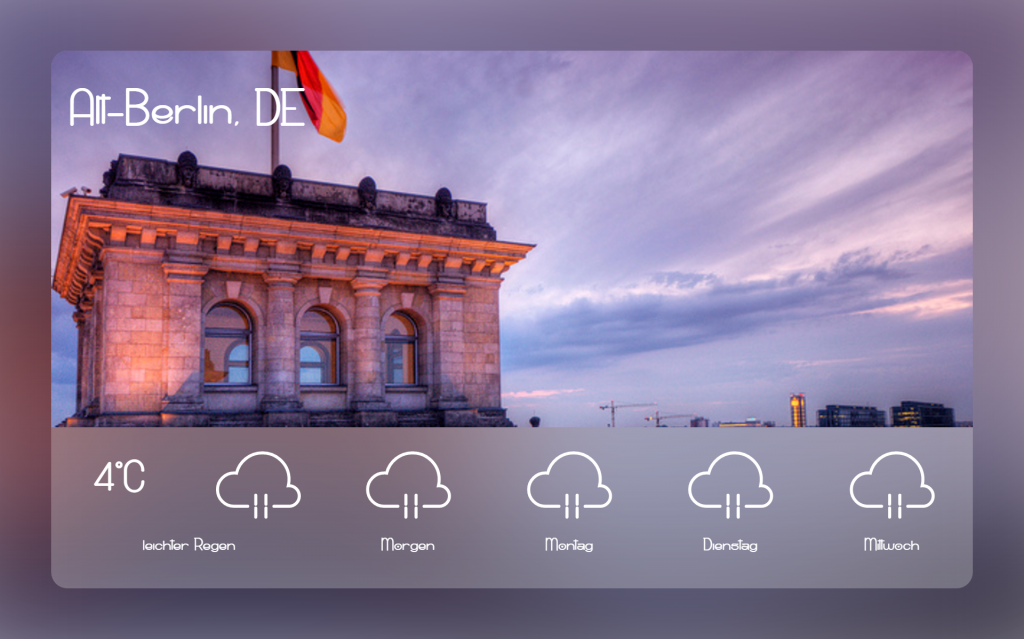 Alt-Berlin, DE
4°C
leichter Regen
Morgen
Montag
Dienstag
Mittwoch